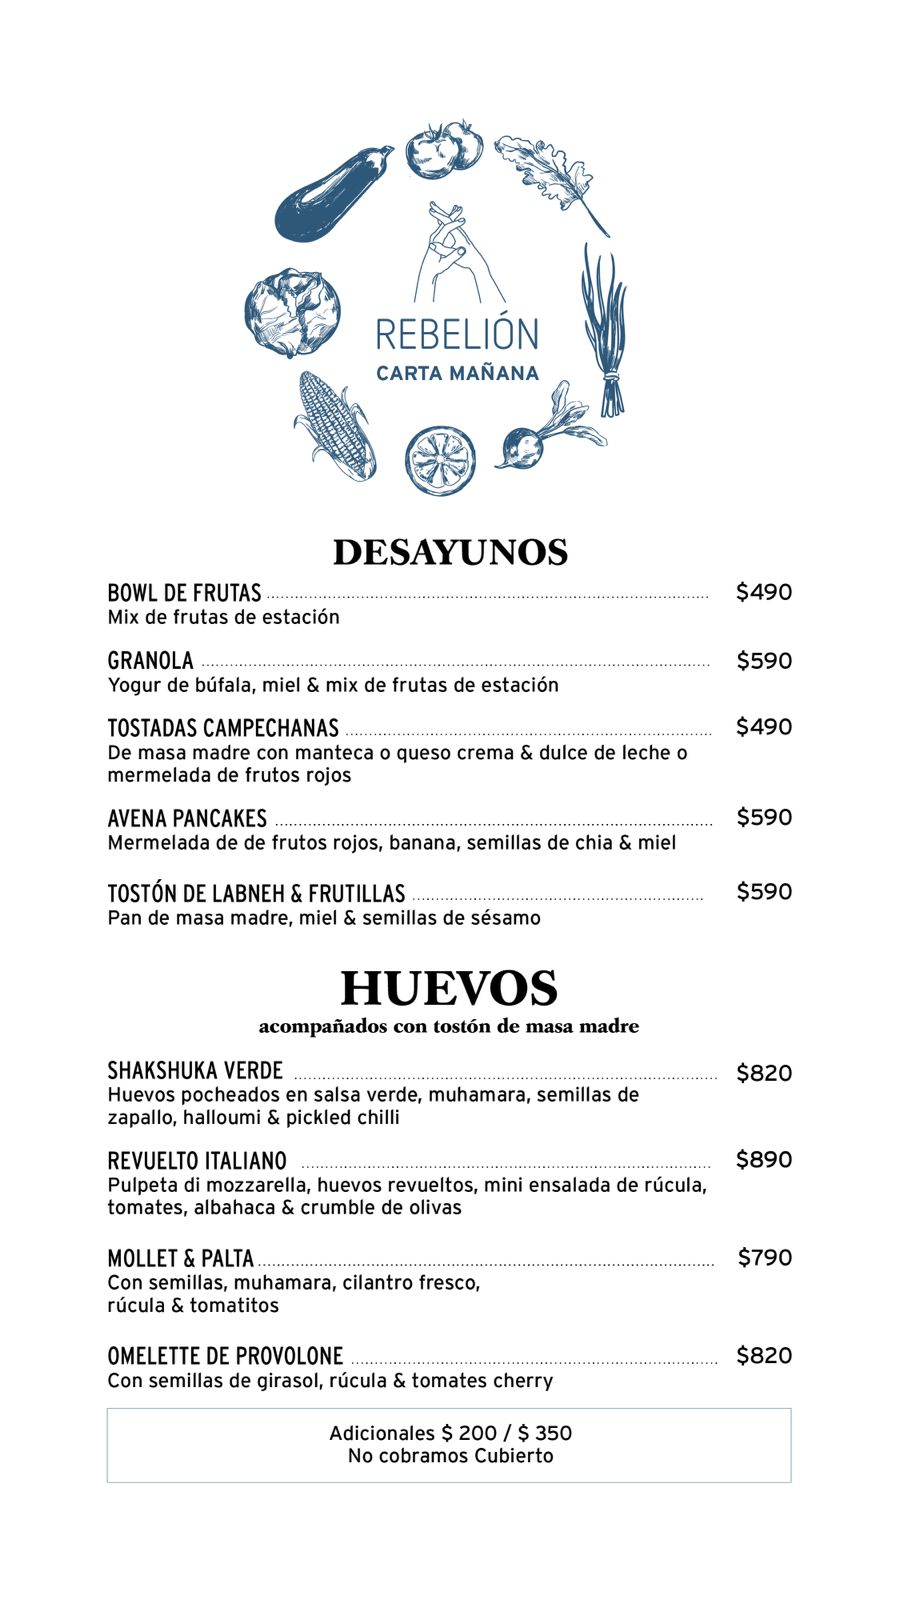 REBELIÓN
CARTA MAÑANA
DESAYUNOS
BOWL DE FRUTAS ........ $490
Mix de frutas de estación
GRANOLA ........ $590
Yogur de búfala, miel & mix de frutas de estación
TOSTADAS CAMPECHANAS ........ $490
De masa madre con manteca o queso crema & dulce de leche o
mermelada de frutos rojos
AVENA PANCAKES ........ $590
Mermelada de de frutos rojos, banana, semillas de chia & miel
TOSTÓN DE LABNEH & FRUTILLAS ........ $590
Pan de masa madre, miel & semillas de sésamo
HUEVOS
acompañados con tostón de masa madre
SHAKSHUKA VERDE ........ $820
Huevos pocheados en salsa verde, muhamara, semillas de
zapallo, halloumi & pickled chilli
REVUELTO ITALIANO ........ $890
Pulpeta di mozzarella, huevos revueltos, mini ensalada de rúcula,
tomates, albahaca & crumble de olivas
MOLLET & PALTA ........ $790
Con semillas, muhamara, cilantro fresco,
rúcula & tomatitos
OMELETTE DE PROVOLONE ........ $820
Con semillas de girasol, rúcula & tomates cherry
Adicionales $ 200 / $ 350
No cobramos Cubierto